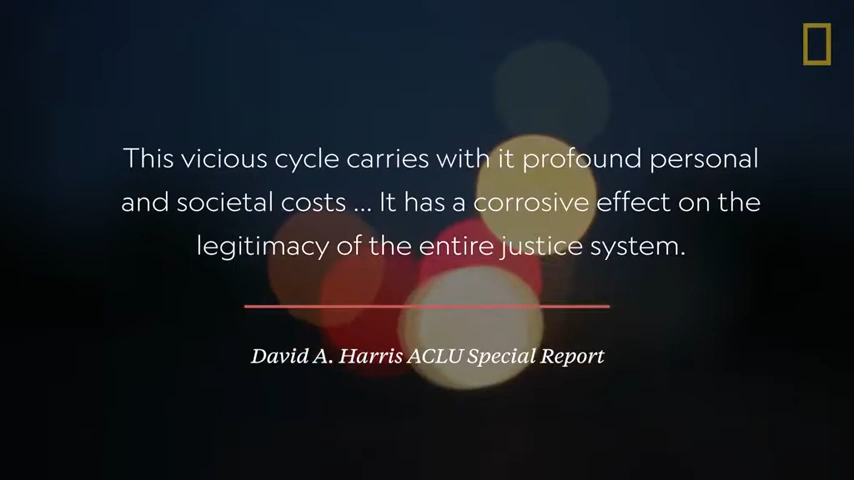 This vicious cycle carries with it profound personal
and societal costs ... It has a corrosive effect on the
legitimacy of the entire justice system.
David A. Harris ACLU Special Report